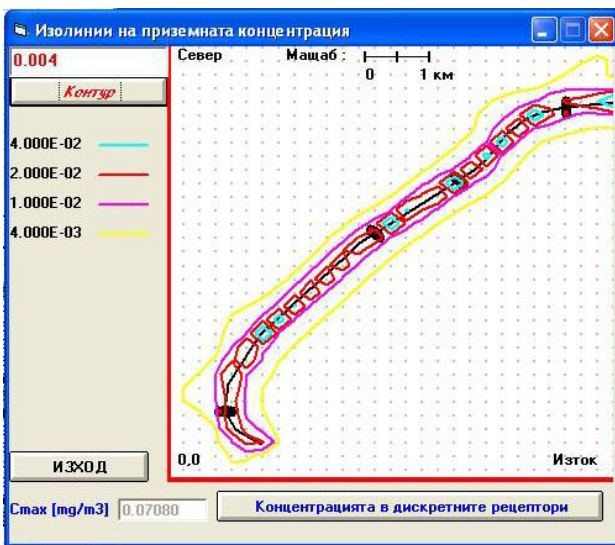 Изолинии на приземната концентрация
0.004
Контур
4.000E-02
2.000E-02
1.000E-02
4.000E-03
Север
Мащаб :
0 1 км
0,0
Изток
ИЗХОД
Cmax [mg/m3] 0.07080
Концентрацията в дискретните рецептори